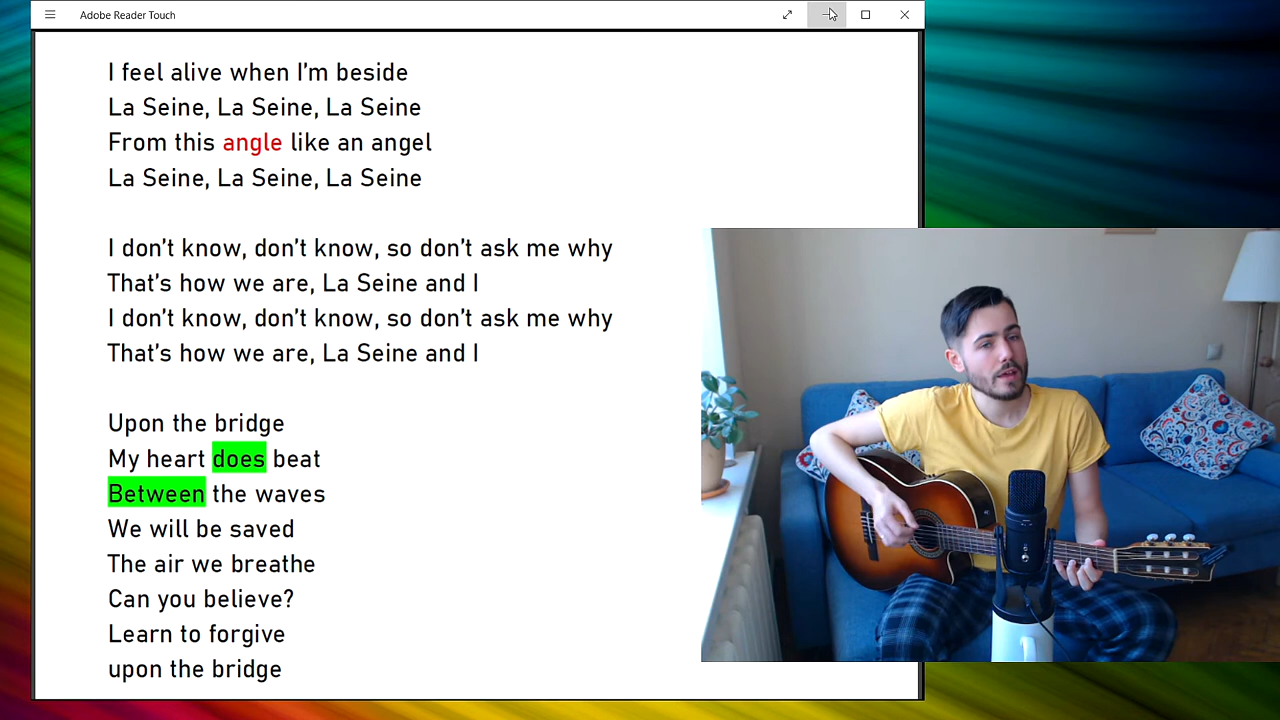 Adobe Reader Touch
I feel alive when I'm beside
La Seine, La Seine, La Seine
From this angle like an angel
La Seine, La Seine, La Seine
I don't know, don't know, so don't ask me why
That's how we are, La Seine and I
I don't know, don't know, so don't ask me why
That's how we are, La Seine and I
Upon the bridge
My heart does beat
Between the waves
We will be saved
The air we breathe
Can you believe?
Learn to forgive
upon the bridge